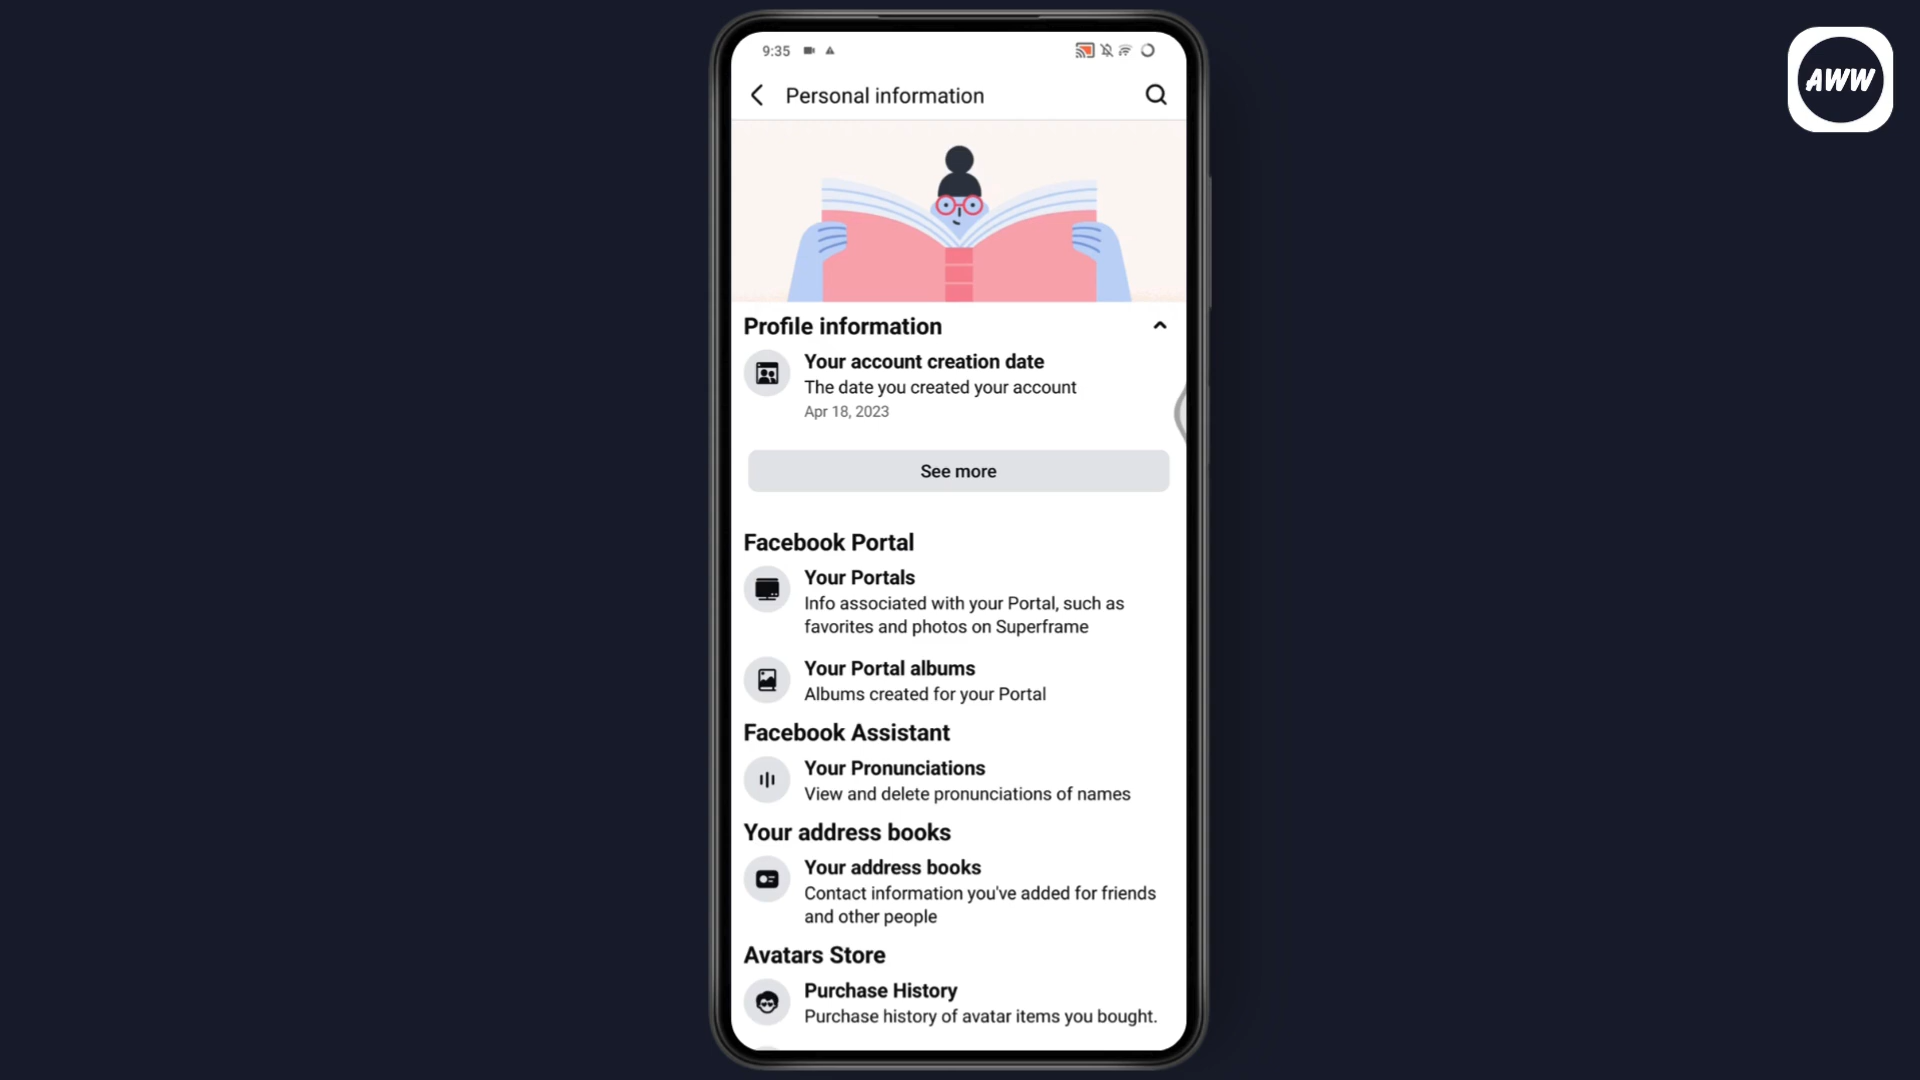 AWW
9:35
Personal information
Profile information
Your account creation date
The date you created your account
Apr 18, 2023
See more
Facebook Portal
Your Portals
Info associated with your Portal, such as
favorites and photos on Superframe
Your Portal albums
Albums created for your Portal
Facebook Assistant
Your Pronunciations
View and delete pronunciations of names
Your address books
Your address books
Contact information you've added for friends
and other people
Avatars Store
Purchase History
Purchase history of avatar items you bought.